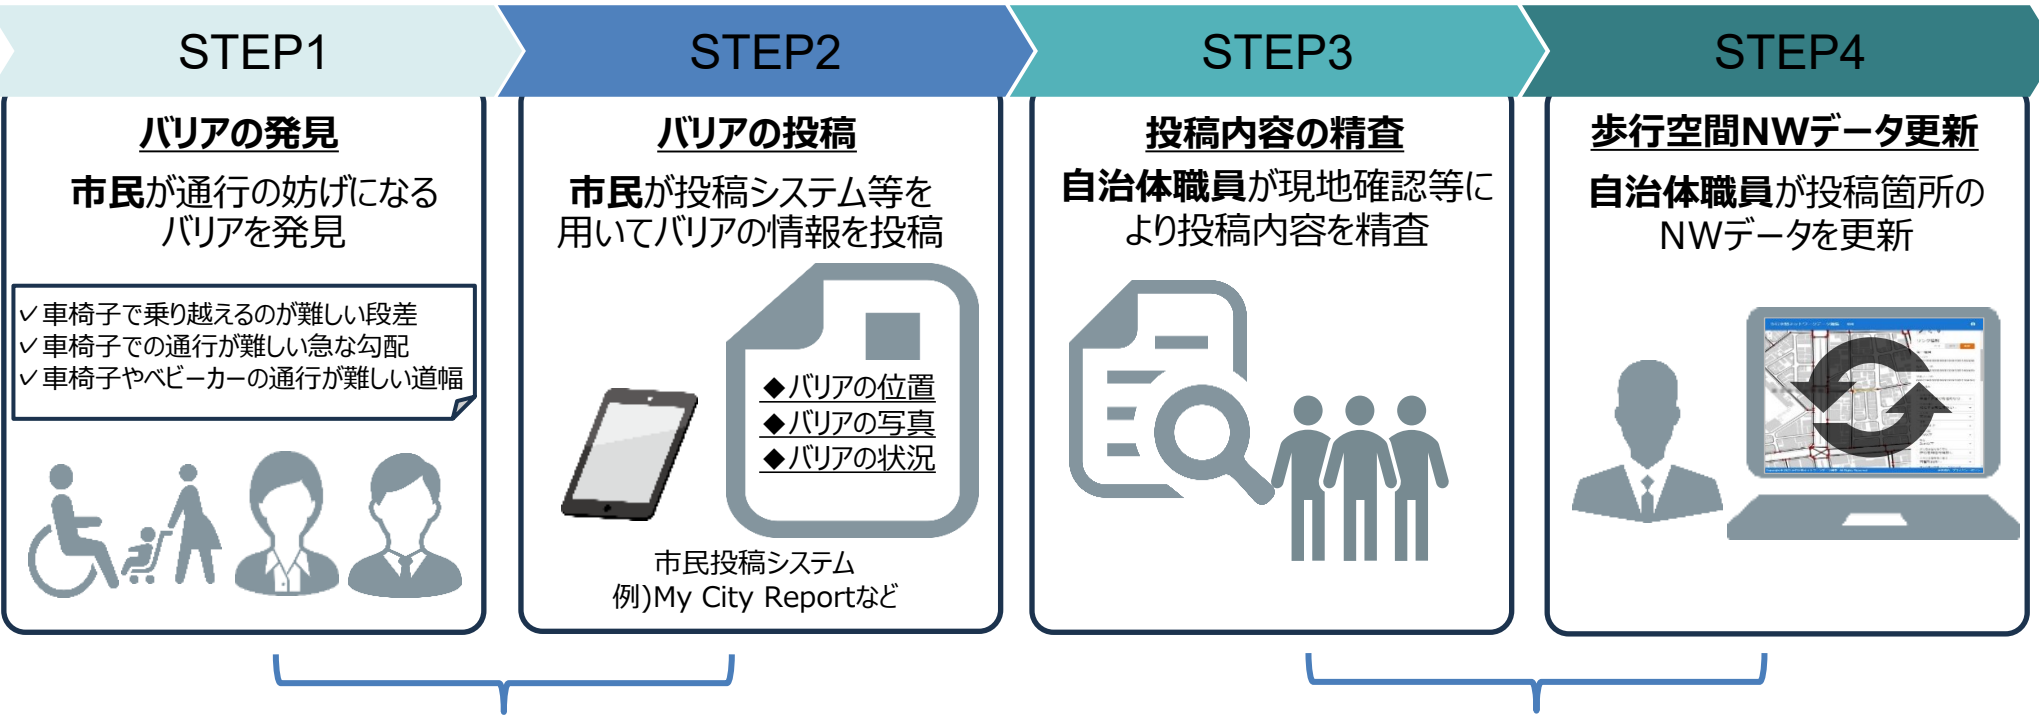 STEP1
バリアの発見
市民が通行の妨げになる
バリアを発見
✓車椅子で乗り越えるのが難しい段差
✓車椅子での通行が難しい急な勾配
✓車椅子やベビーカーの通行が難しい道幅
STEP2
バリアの投稿
市民が投稿システム等を
用いてバリアの情報を投稿
◆バリアの位置
◆バリアの写真
◆バリアの状況
市民投稿システム
例)My City Reportなど
STEP3
投稿内容の精査
自治体職員が現地確認等に
より投稿内容を精査
STEP4
歩行空間NWデータ更新
自治体職員が投稿箇所の
NWデータを更新